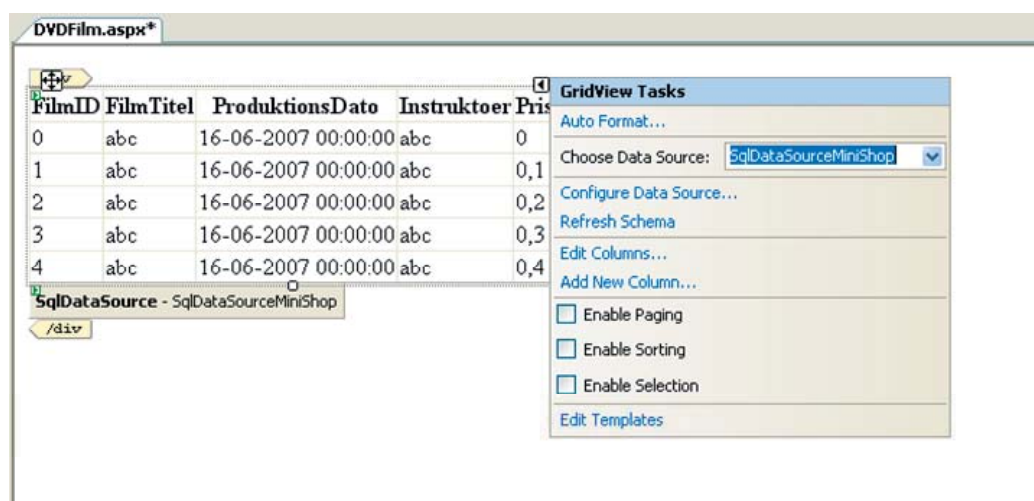 DVDFilm.aspx*
FilmID FilmTitel ProduktionsDato Instruktoer Pris
0 abc 16-06-2007 00:00:00 abc 0
1 abc 16-06-2007 00:00:00 abc 0,1
2 abc 16-06-2007 00:00:00 abc 0,2
3 abc 16-06-2007 00:00:00 abc 0,3
4 abc 16-06-2007 00:00:00 abc 0,4
SqlDataSource - SqlDataSourceMiniShop
/div
GridView Tasks
Auto Format...
Choose Data Source: SqlDataSourceMiniShop
Configure Data Source...
Refresh Schema
Edit Columns...
Add New Column...
Enable Paging
Enable Sorting
Enable Selection
Edit Templates